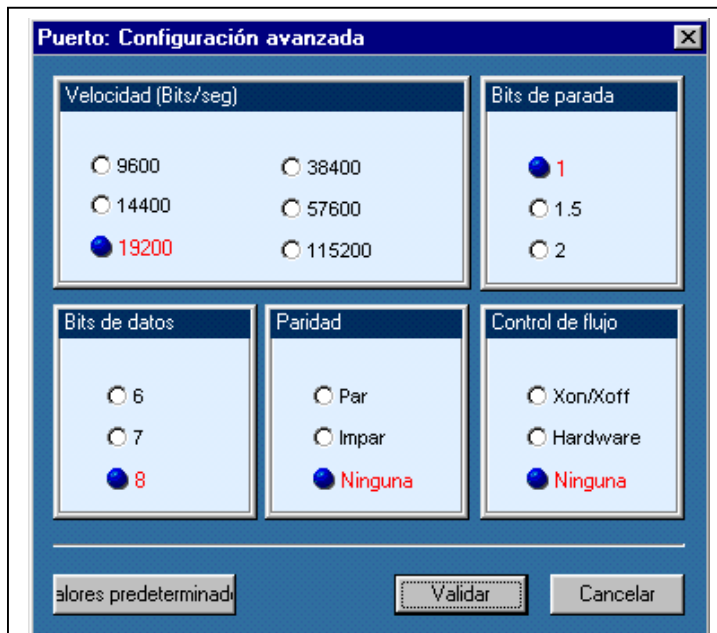 Puerto: Configuración avanzada
Velocidad (Bits/seg)
9600
38400
14400
57600
19200
115200
Bits de parada
1
1.5
2
Bits de datos
6
7
8
Paridad
Par
Impar
Ninguna
Control de flujo
Xon/Xoff
Hardware
Ninguna
alores predeterminad
Validar
Cancelar